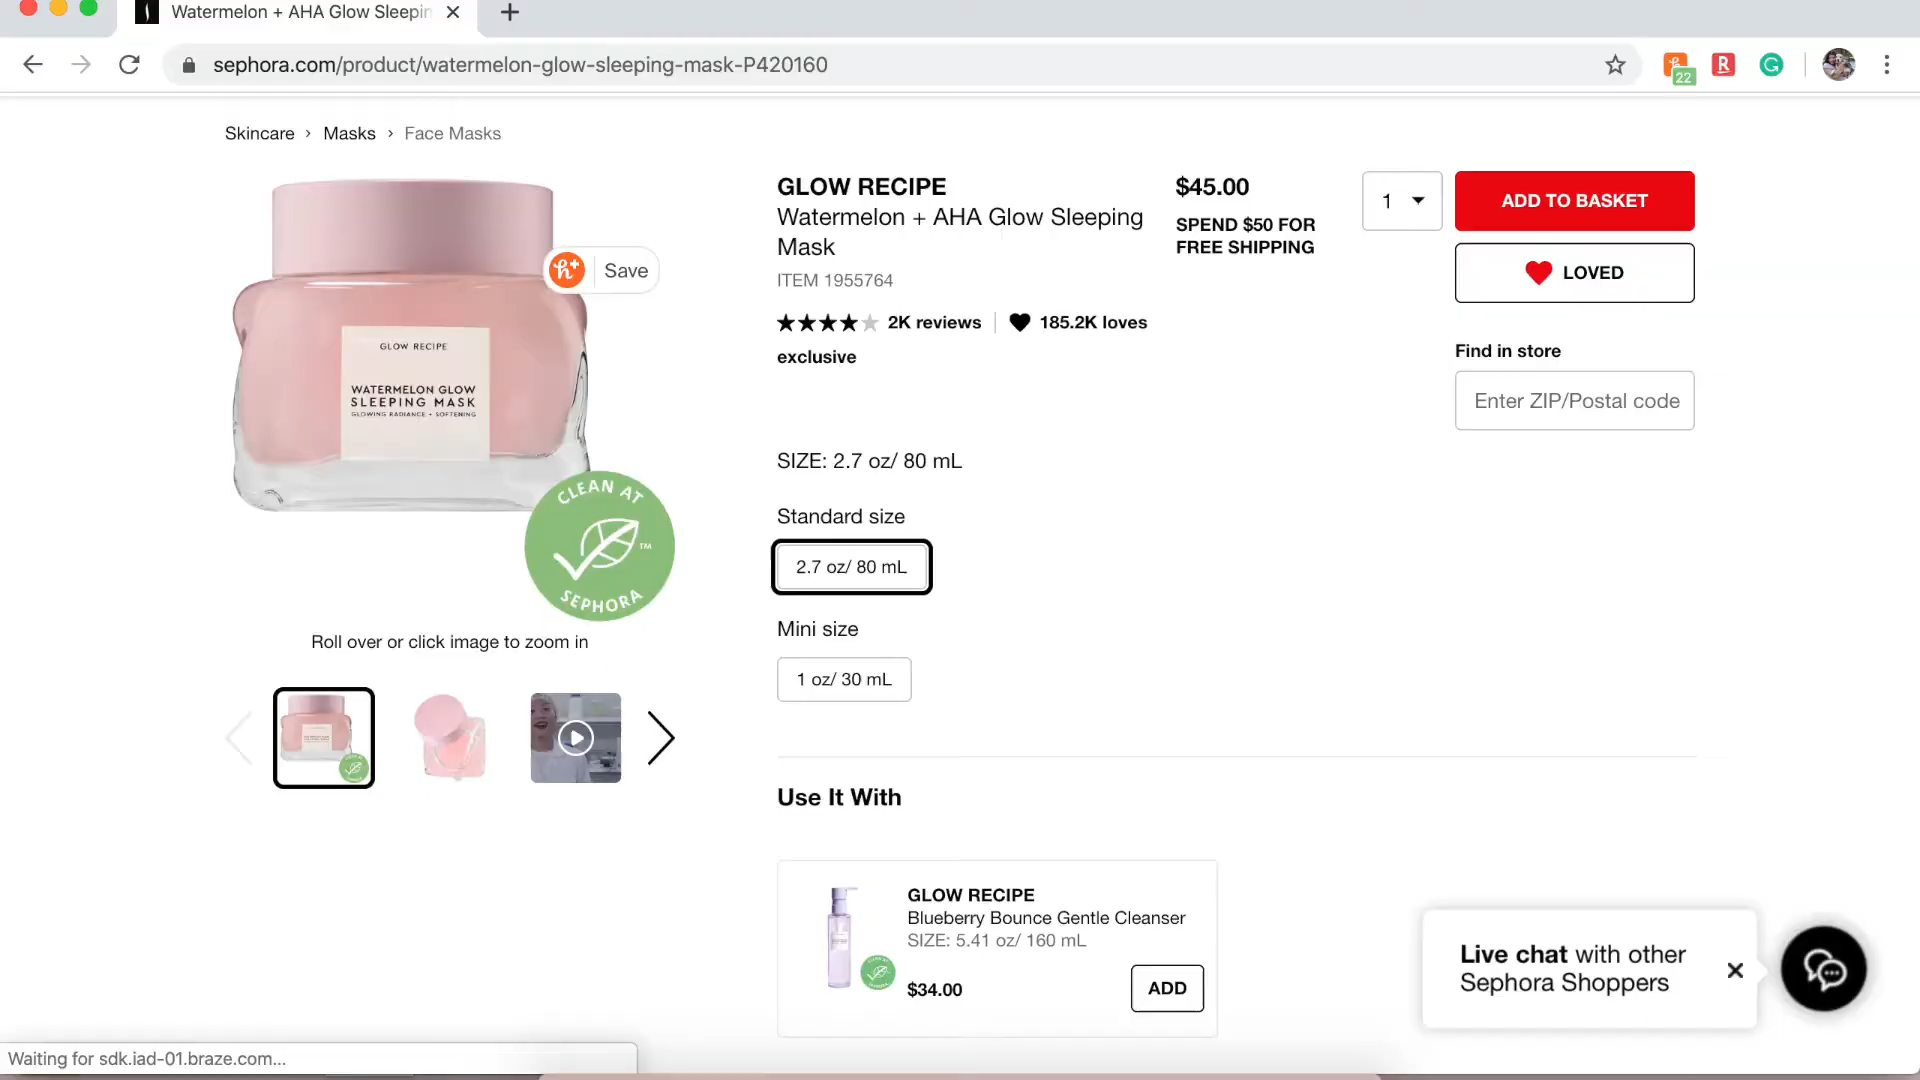 Watermelon + AHA Glow Sleepin
sephora.com/product/watermelon-glow-sleeping-mask-P420160
22
Skincare › Masks › Face Masks
GLOW RECIPE
WATERMELON GLOW
SLEEPING MASK
GLOWING RADIANCE + SOFTENING
Save
CLEAN AT
SEPHORA
TM
Roll over or click image to zoom in
GLOW RECIPE
Watermelon + AHA Glow Sleeping
Mask
ITEM 1955764
2K reviews | 185.2K loves
exclusive
$45.00
SPEND $50 FOR
FREE SHIPPING
1
ADD TO BASKET
LOVED
Find in store
Enter ZIP/Postal code
SIZE: 2.7 oz/ 80 mL
Standard size
2.7 oz/ 80 mL
Mini size
1 oz/ 30 mL
Use It With
GLOW RECIPE
Blueberry Bounce Gentle Cleanser
SIZE: 5.41 oz/ 160 mL
$34.00
ADD
Live chat with other
Sephora Shoppers
Waiting for sdk.iad-01.braze.com...